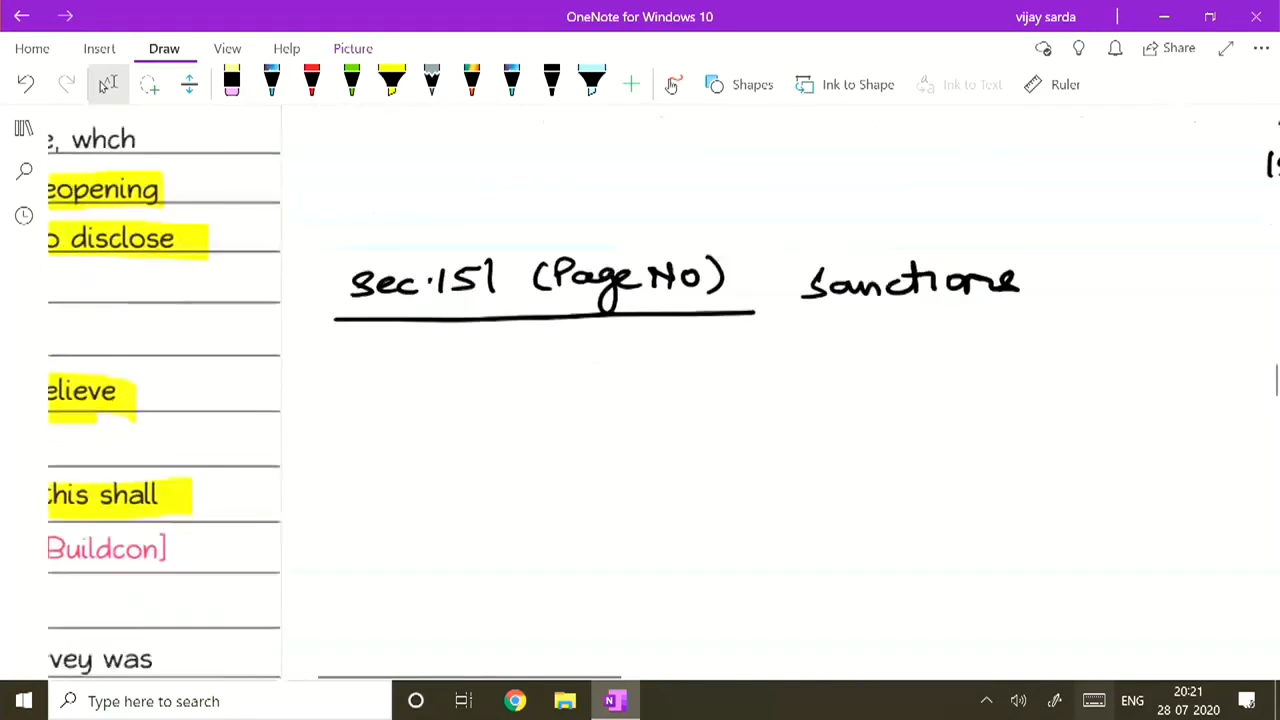 OneNote for Windows 10
vijay sarda
Home Insert Draw View Help Picture
Share
Shapes
Ink to Shape
Ink to Text
Ruler
e, whch
eopening
o disclose
elieve
this shall
Buildcon]
vey was
Sec.151 (Page No) Sanctions
Type here to search
ENG
20:21
28-07-2020